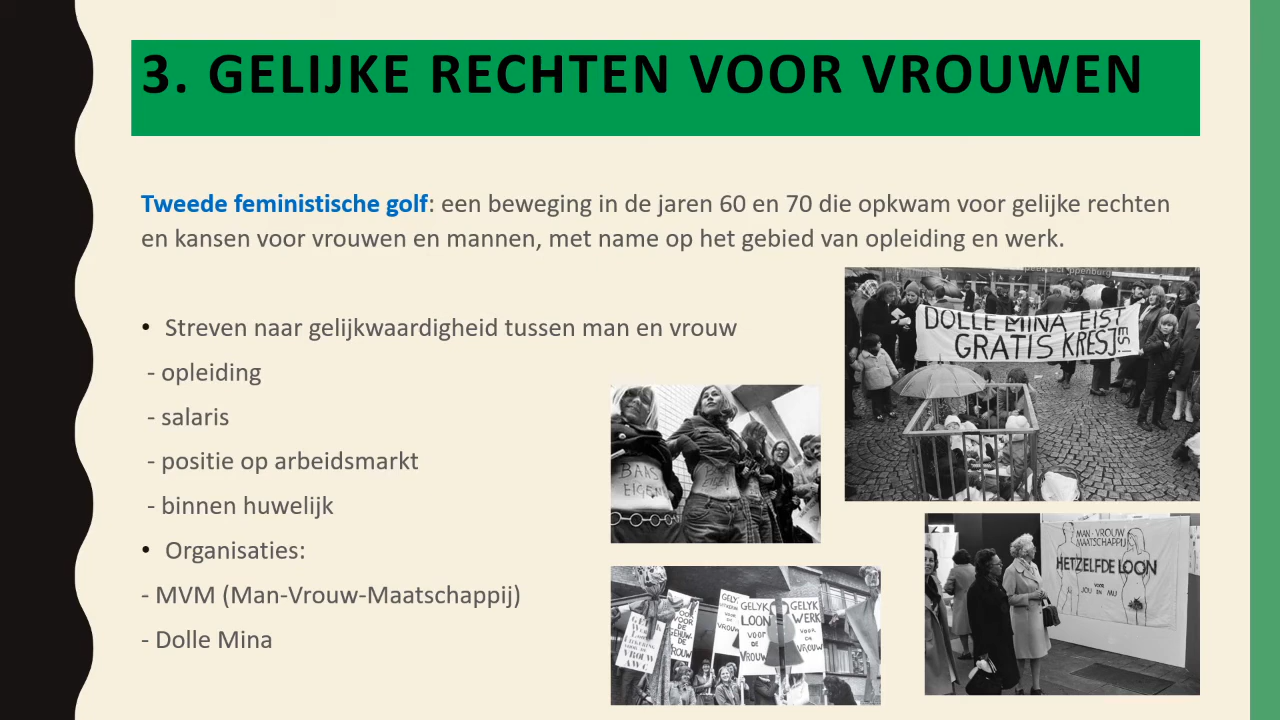 3. GELIJKE RECHTEN VOOR VROUWEN
Tweede feministische golf: een beweging in de jaren 60 en 70 die opkwam voor gelijke rechten
en kansen voor vrouwen en mannen, met name op het gebied van opleiding en werk.
• Streven naar gelijkwaardigheid tussen man en vrouw
- opleiding
- salaris
- positie op arbeidsmarkt
- binnen huwelijk
• Organisaties:
- MVM (Man-Vrouw-Maatschappij)
- Dolle Mina
DOLLE MINA EIST
GRATIS KRESJES!
BAAS
EIGEN
GELYK
LOON
VOOR
DE
VROUW
GELYK
WERK
VOOR
DE
VROUW
MAN-VROUW
MAATSCHAPPIJ
HETZELFDE LOON
VOOR
JOU EN MIJ